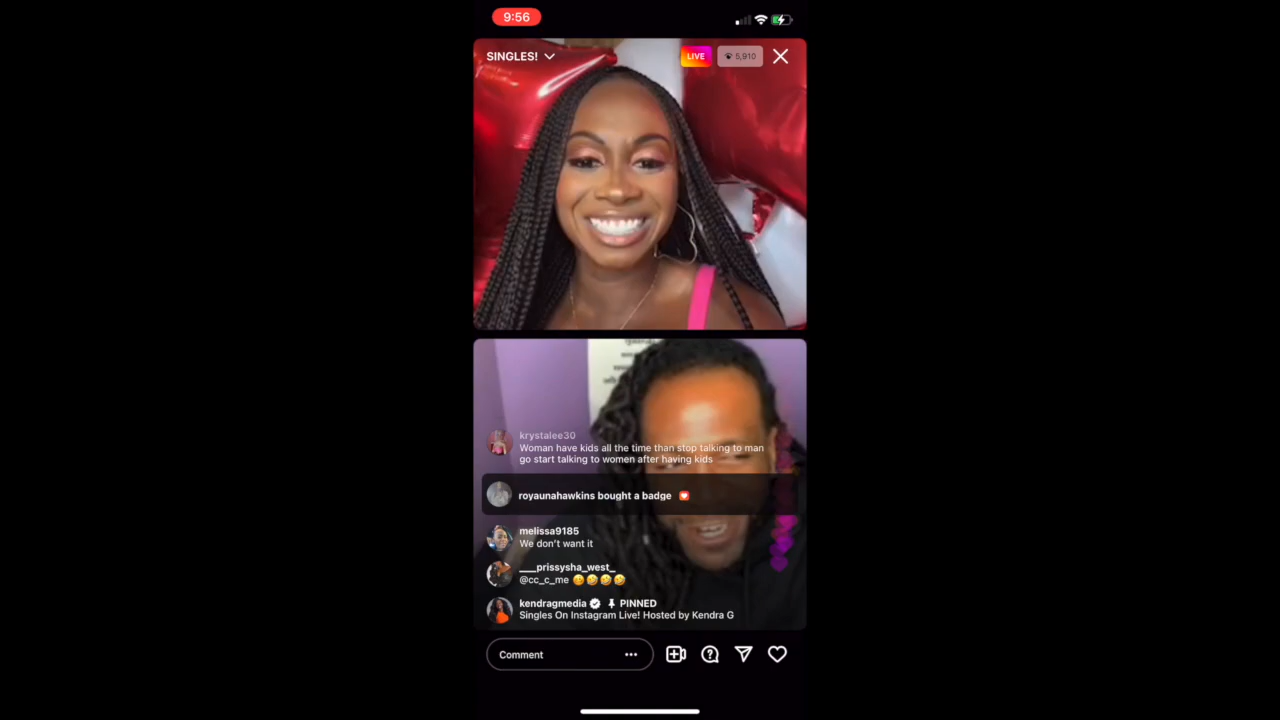 9:56
SINGLES!
LIVE
5,910
krystalee30
Woman have kids all the time than stop talking to man
go start talking to women after having kids
royaunahawkins bought a badge
melissa9185
We don't want it
___prissysha_west_
@cc_c_me 🥲🤣🤣🤣
kendragmedia PINNED
Singles On Instagram Live! Hosted by Kendra G
Comment